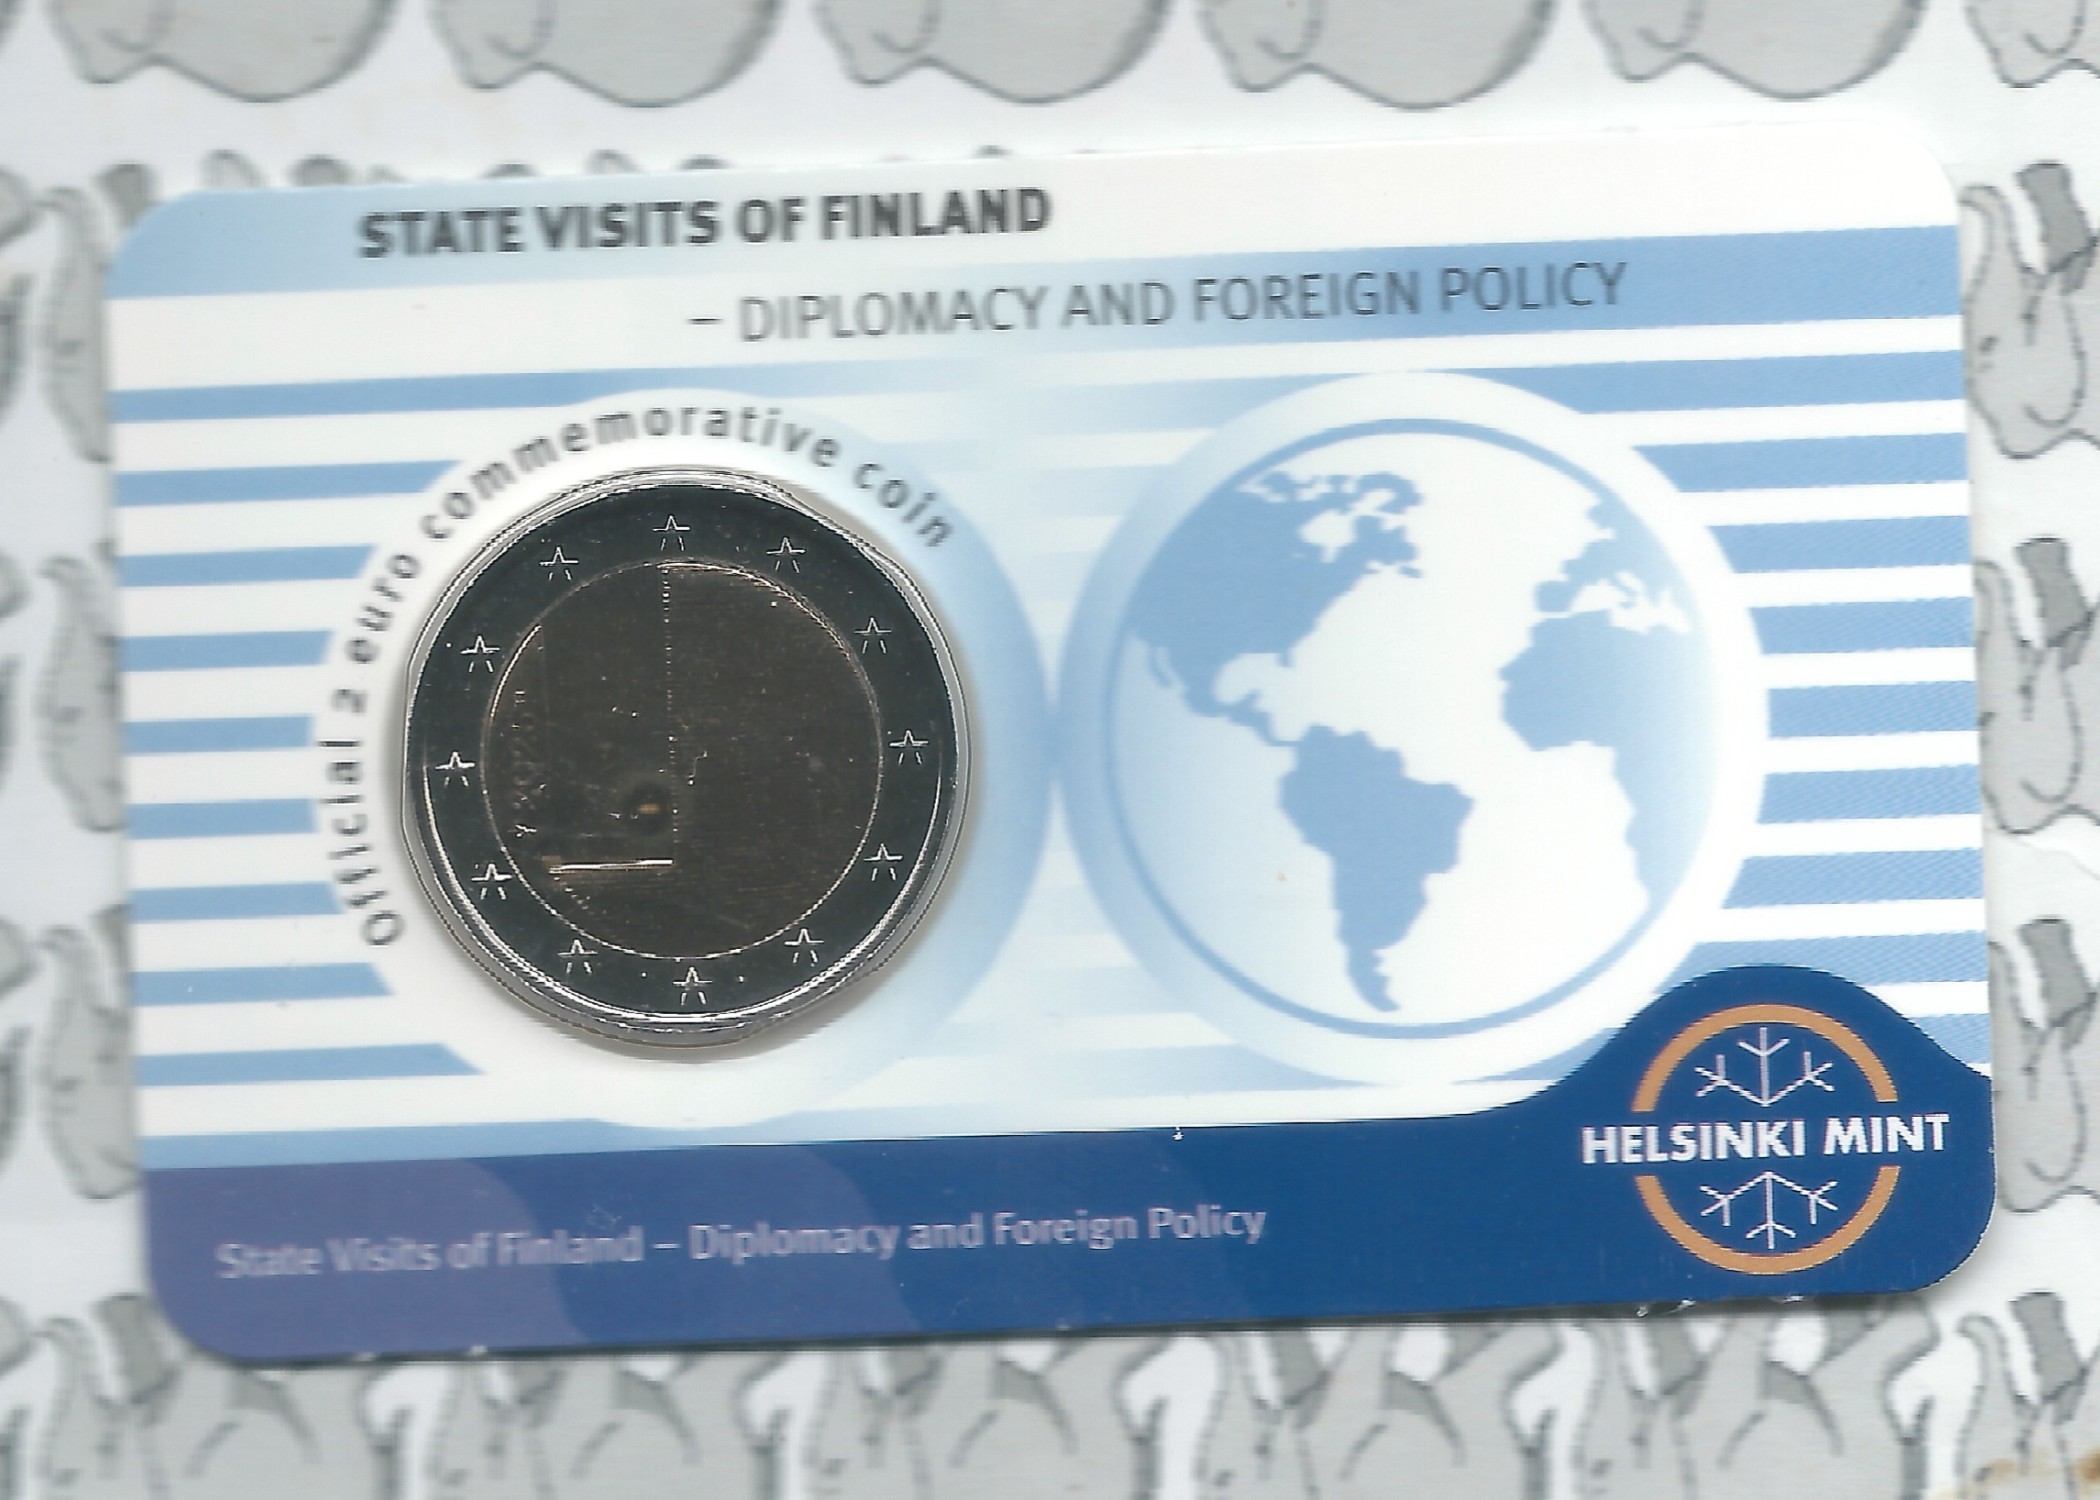 STATE VISITS OF FINLAND
– DIPLOMACY AND FOREIGN POLICY
Official 2 euro commemorative coin
HELSINKI MINT
State Visits of Finland – Diplomacy and Foreign Policy